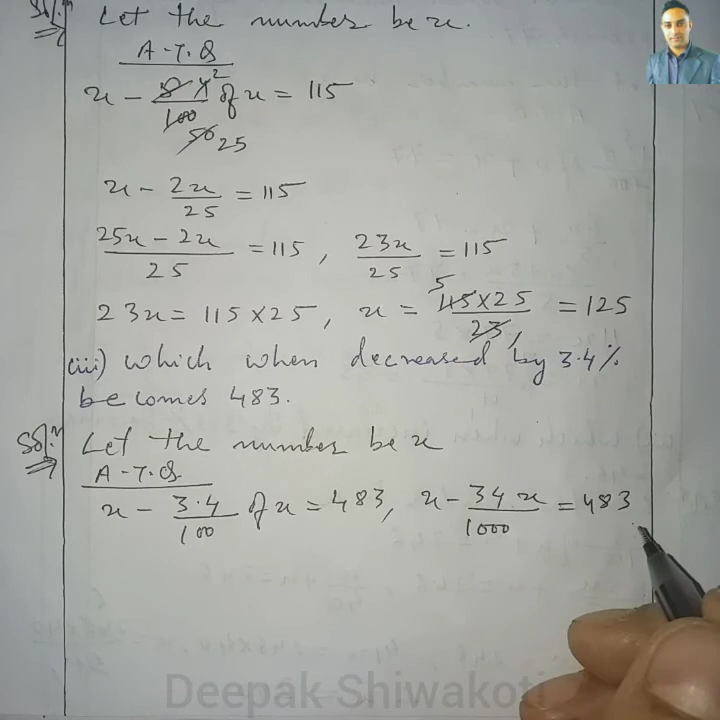 Solⁿ Let the number be x.
A.T.Q
x - 8/100 of x = 115
50 25
x - 2x/25 = 115
25x - 2x/25 = 115, 23x/25 = 115
23x = 115 x 25, x = 115 x 25/23 = 125
(iii) which when decreased by 3.4%
becomes 483.
Solⁿ Let the number be x
A.T.Q.
x - 3.4/100 of x = 483, x - 34x/1000 = 483
Deepak Shiwakoti